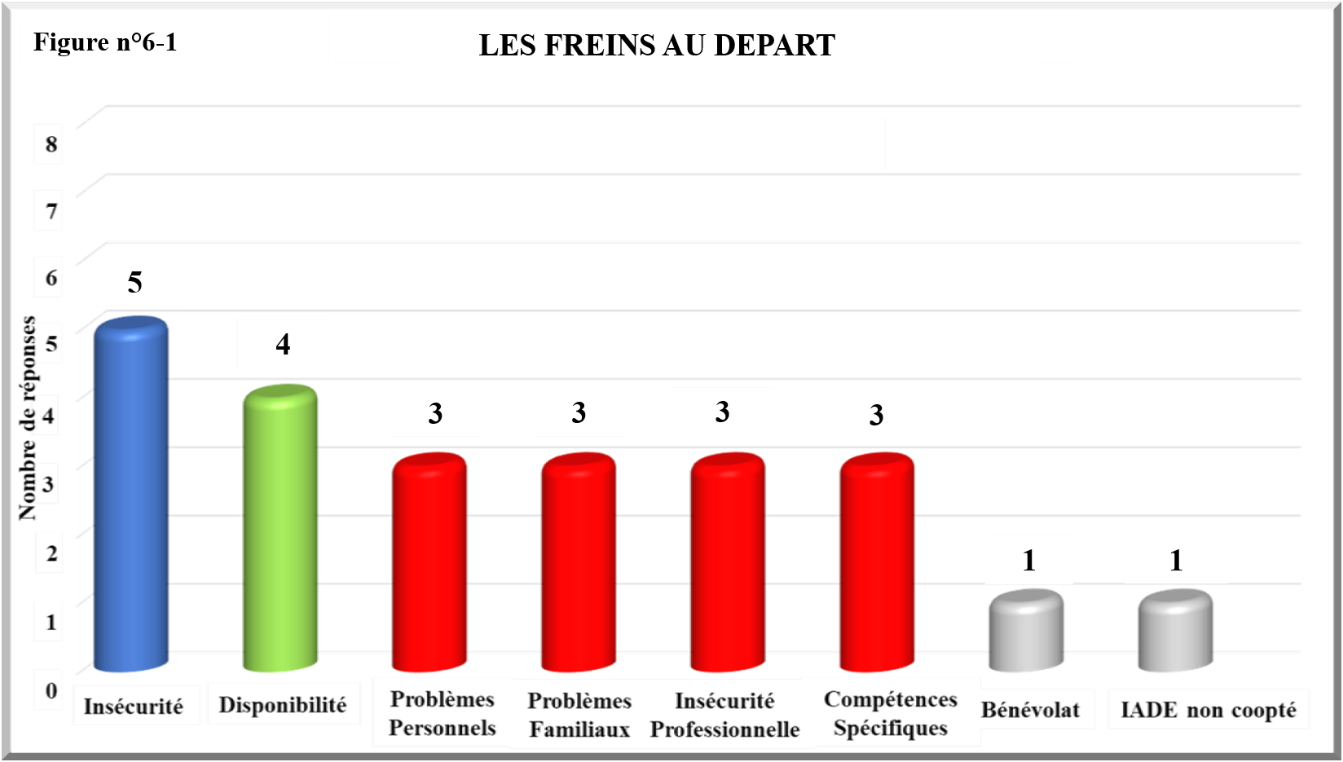 Figure n°6-1
LES FREINS AU DEPART
Nombre de réponses
8
7
6
5
4
3
2
1
0
5
4
3
3
3
3
1
1
Insécurité
Disponibilité
Problèmes
Personnels
Problèmes
Familiaux
Insécurité
Professionnelle
Compétences
Spécifiques
Bénévolat
IADE non coopté